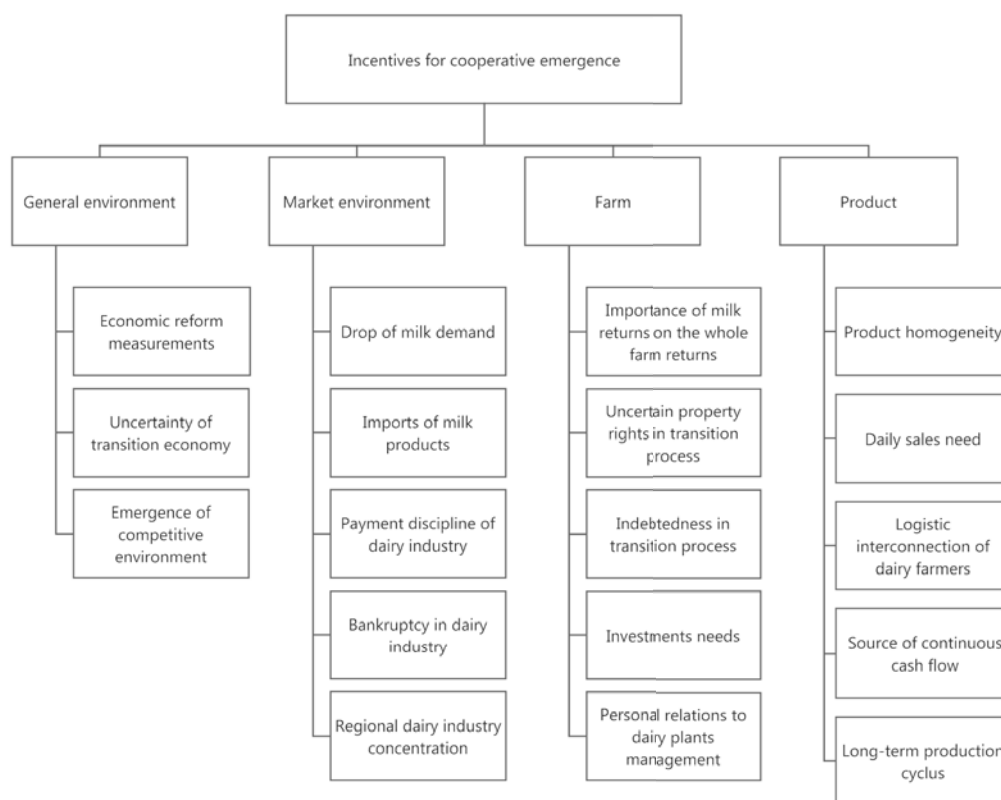 Incentives for cooperative emergence
General environment
Market environment
Farm
Product
Economic reform
measurements
Uncertainty of
transition economy
Emergence of
competitive
environment
Drop of milk demand
Imports of milk
products
Payment discipline of
dairy industry
Bankruptcy in dairy
industry
Regional dairy industry
concentration
Importance of milk
returns on the whole
farm returns
Uncertain property
rights in transition
process
Indebtedness in
transition process
Investments needs
Personal relations to
dairy plants
management
Product homogeneity
Daily sales need
Logistic
interconnection of
dairy farmers
Source of continuous
cash flow
Long-term production
cyclus